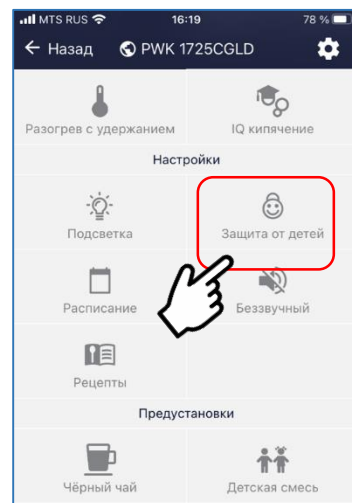 MTS RUS 16:19 78 %
Назад PWK 1725CGLD
Разогрев с удержанием IQ кипячение
Настройки
Подсветка Защита от детей
Расписание Беззвучный
Рецепты
Предустановки
Чёрный чай Детская смесь